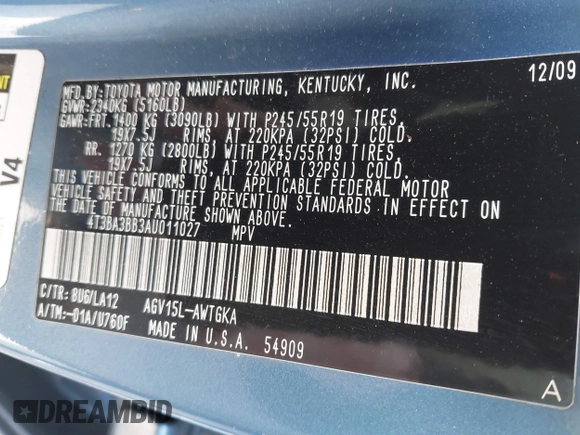 12/09
MFD. BY: TOYOTA MOTOR MANUFACTURING, KENTUCKY, INC.
GVWR: 2340KG (5160LB)
GAWR: FRT. 1400 KG (3090LB) WITH P245/55R19 TIRES,
19X7.5J RIMS, AT 220KPA (32PSI) COLD.
RR. 1270 KG (2800LB) WITH P245/55R19 TIRES,
19X7.5J RIMS, AT 220KPA (32PSI) COLD.
THIS VEHICLE CONFORMS TO ALL APPLICABLE FEDERAL MOTOR
VEHICLE SAFETY AND THEFT PREVENTION STANDARDS IN EFFECT ON
THE DATE OF MANUFACTURE SHOWN ABOVE.
4T3BA3BB3AU011027 MPV
C/TR: 8U6/LA12 AGV15L-AWTGKA
A/TM: -01A/U760F MADE IN U.S.A. 54909
A
V4
DREAMBID